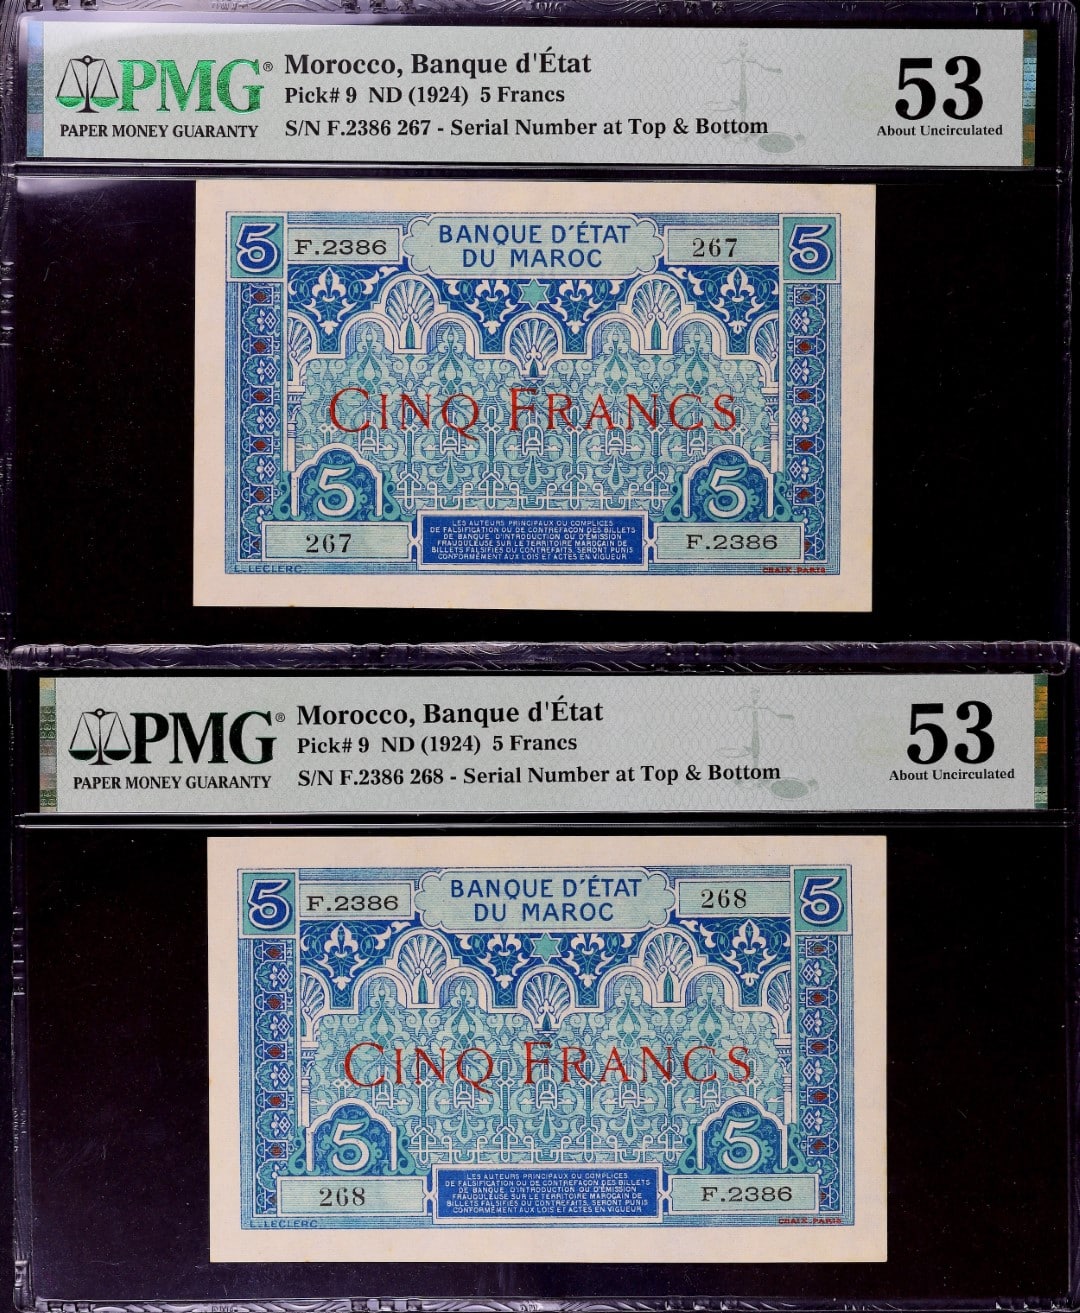 PMG®
PAPER MONEY GUARANTY
Morocco, Banque d'État
Pick# 9 ND (1924) 5 Francs
S/N F.2386 267 - Serial Number at Top & Bottom
53
About Uncirculated
5
F.2386
BANQUE D'ÉTAT
DU MAROC
267
5
CINQ FRANCS
5
5
267
LES AUTEURS PRINCIPAUX OU COMPLICES
DE FALSIFICATION OU DE CONTREFAÇON DES BILLETS
DE BANQUE, D'INTRODUCTION OU D'ÉMISSION
FRAUDULEUSE SUR LE TERRITOIRE MAROCAIN DE
BILLETS FALSIFIÉS OU CONTREFAITS, SERONT PUNIS
CONFORMÉMENT AUX LOIS ET ACTES EN VIGUEUR
F.2386
L. LECLERC.
CHAIX. PARIS
PMG®
PAPER MONEY GUARANTY
Morocco, Banque d'État
Pick# 9 ND (1924) 5 Francs
S/N F.2386 268 - Serial Number at Top & Bottom
53
About Uncirculated
5
F.2386
BANQUE D'ÉTAT
DU MAROC
268
5
CINQ FRANCS
5
5
268
LES AUTEURS PRINCIPAUX OU COMPLICES
DE FALSIFICATION OU DE CONTREFAÇON DES BILLETS
DE BANQUE, D'INTRODUCTION OU D'ÉMISSION
FRAUDULEUSE SUR LE TERRITOIRE MAROCAIN DE
BILLETS FALSIFIÉS OU CONTREFAITS, SERONT PUNIS
CONFORMÉMENT AUX LOIS ET ACTES EN VIGUEUR
F.2386
L. LECLERC.
CHAIX. PARIS
PMG